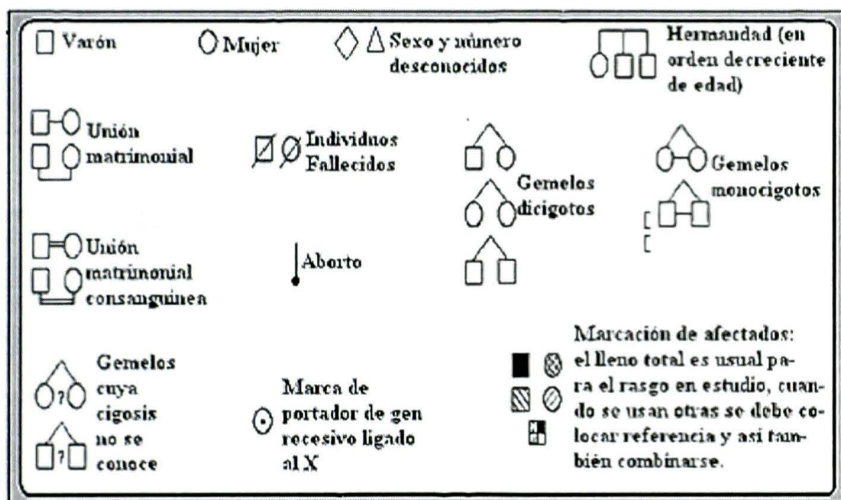 Varón
Mujer
Sexo y número
desconocidos
Hermandad (en
orden decreciente
de edad)
Unión
matrimonial
Individuos
Fallecidos
Gemelos
dicigotos
Gemelos
monocigotos
Unión
matrimonial
consanguinea
Aborto
Gemelos
cuya
cigosis
no se
conoce
?
?
Marca de
portador de gen
recesivo ligado
al X
Marcación de afectados:
el lleno total es usual pa-
ra el rasgo en estudio, cuan-
do se usan otras se debe co-
locar referencia y asi tam-
bién combinarse.